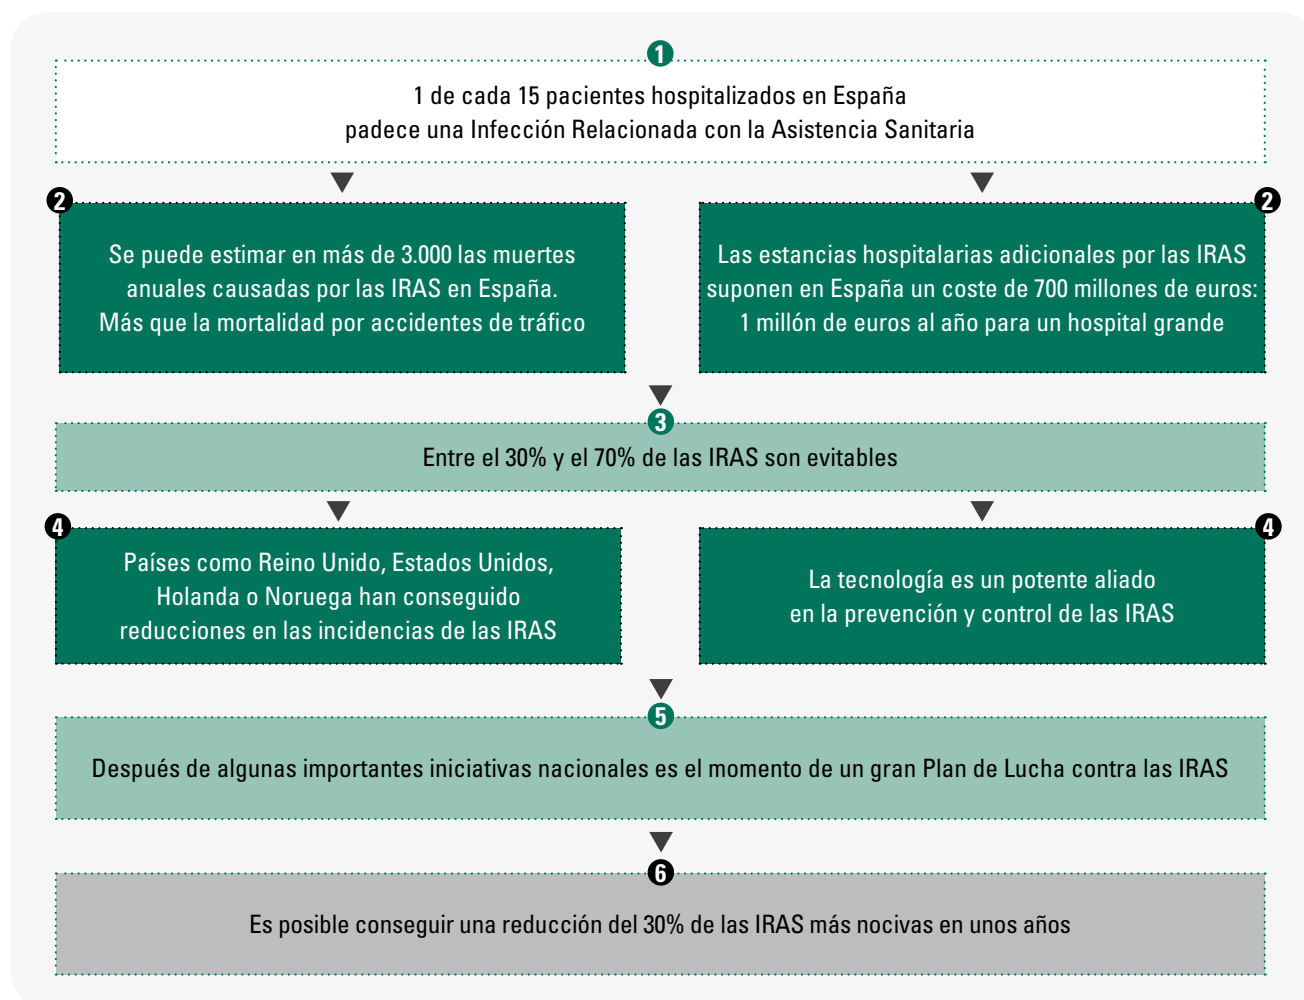 1
1 de cada 15 pacientes hospitalizados en España
padece una Infección Relacionada con la Asistencia Sanitaria
2
Se puede estimar en más de 3.000 las muertes
anuales causadas por las IRAS en España.
Más que la mortalidad por accidentes de tráfico
2
Las estancias hospitalarias adicionales por las IRAS
suponen en España un coste de 700 millones de euros:
1 millón de euros al año para un hospital grande
3
Entre el 30% y el 70% de las IRAS son evitables
4
Países como Reino Unido, Estados Unidos,
Holanda o Noruega han conseguido
reducciones en las incidencias de las IRAS
4
La tecnología es un potente aliado
en la prevención y control de las IRAS
5
Después de algunas importantes iniciativas nacionales es el momento de un gran Plan de Lucha contra las IRAS
6
Es posible conseguir una reducción del 30% de las IRAS más nocivas en unos años